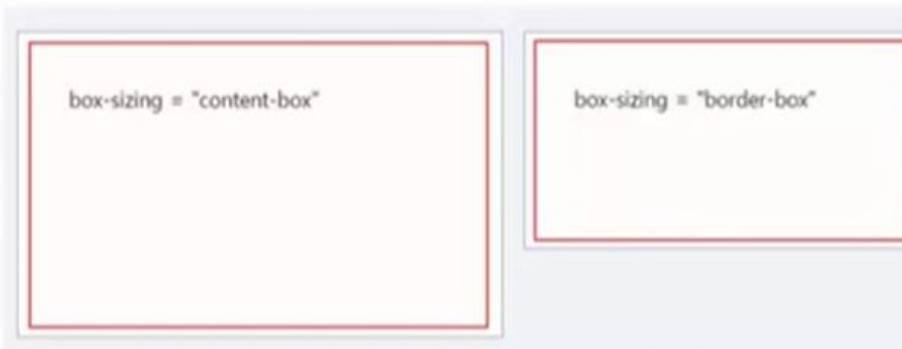 box-sizing = "content-box"
box-sizing = "border-box"